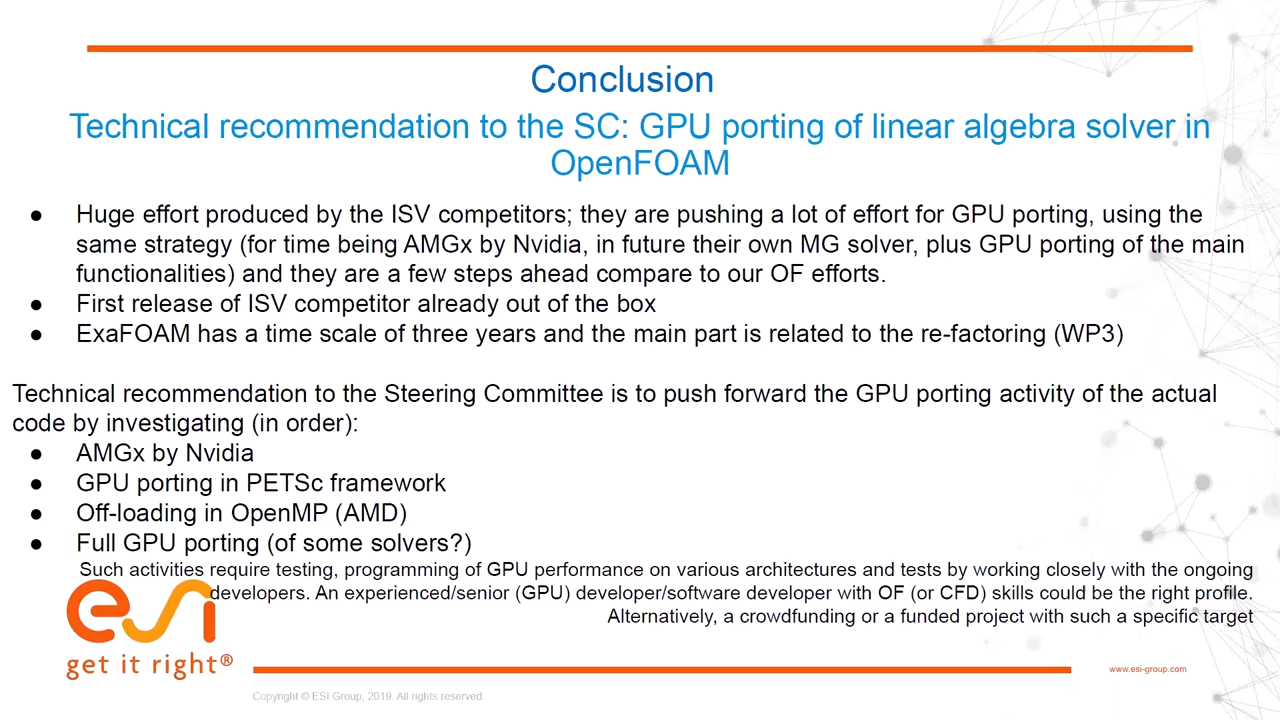 Conclusion
Technical recommendation to the SC: GPU porting of linear algebra solver in
OpenFOAM
● Huge effort produced by the ISV competitors; they are pushing a lot of effort for GPU porting, using the
same strategy (for time being AMGx by Nvidia, in future their own MG solver, plus GPU porting of the main
functionalities) and they are a few steps ahead compare to our OF efforts.
● First release of ISV competitor already out of the box
● ExaFOAM has a time scale of three years and the main part is related to the re-factoring (WP3)
Technical recommendation to the Steering Committee is to push forward the GPU porting activity of the actual
code by investigating (in order):
● AMGx by Nvidia
● GPU porting in PETSc framework
● Off-loading in OpenMP (AMD)
● Full GPU porting (of some solvers?)
Such activities require testing, programming of GPU performance on various architectures and tests by working closely with the ongoing
developers. An experienced/senior (GPU) developer/software developer with OF (or CFD) skills could be the right profile.
Alternatively, a crowdfunding or a funded project with such a specific target
esi
get it right®
www.esi-group.com
Copyright © ESI Group, 2019. All rights reserved.